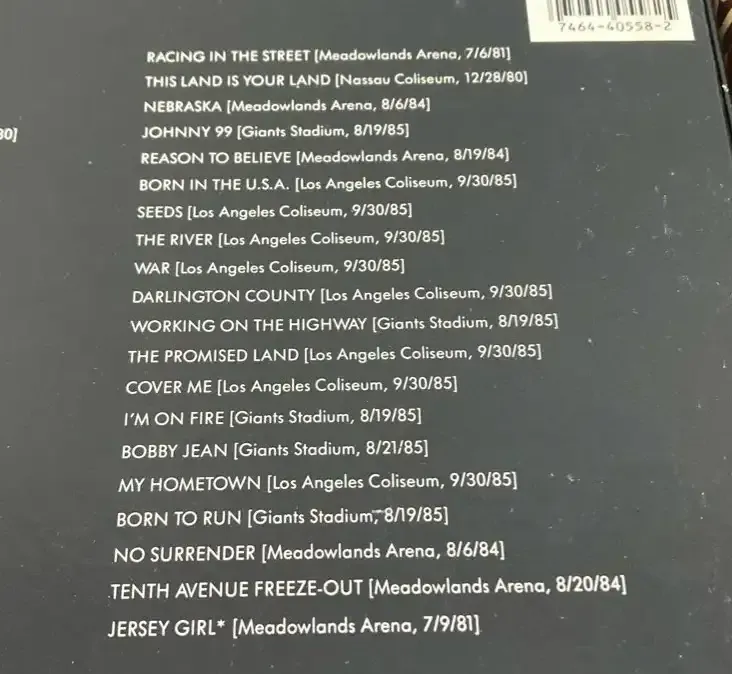 7464-40558-2
RACING IN THE STREET [Meadowlands Arena, 7/6/81]
THIS LAND IS YOUR LAND [Nassau Coliseum, 12/28/80]
NEBRASKA [Meadowlands Arena, 8/6/84]
80]
JOHNNY 99 [Giants Stadium, 8/19/85]
REASON TO BELIEVE [Meadowlands Arena, 8/19/84]
BORN IN THE U.S.A. [Los Angeles Coliseum, 9/30/85]
SEEDS [Los Angeles Coliseum, 9/30/85]
THE RIVER [Los Angeles Coliseum, 9/30/85]
WAR [Los Angeles Coliseum, 9/30/85]
DARLINGTON COUNTY [Los Angeles Coliseum, 9/30/85]
WORKING ON THE HIGHWAY [Giants Stadium, 8/19/85]
THE PROMISED LAND [Los Angeles Coliseum, 9/30/85]
COVER ME [Los Angeles Coliseum, 9/30/85]
I'M ON FIRE [Giants Stadium, 8/19/85]
BOBBY JEAN [Giants Stadium, 8/21/85]
MY HOMETOWN [Los Angeles Coliseum, 9/30/85]
BORN TO RUN [Giants Stadium, 8/19/85]
NO SURRENDER [Meadowlands Arena, 8/6/84]
TENTH AVENUE FREEZE-OUT [Meadowlands Arena, 8/20/84]
JERSEY GIRL* [Meadowlands Arena, 7/9/81]